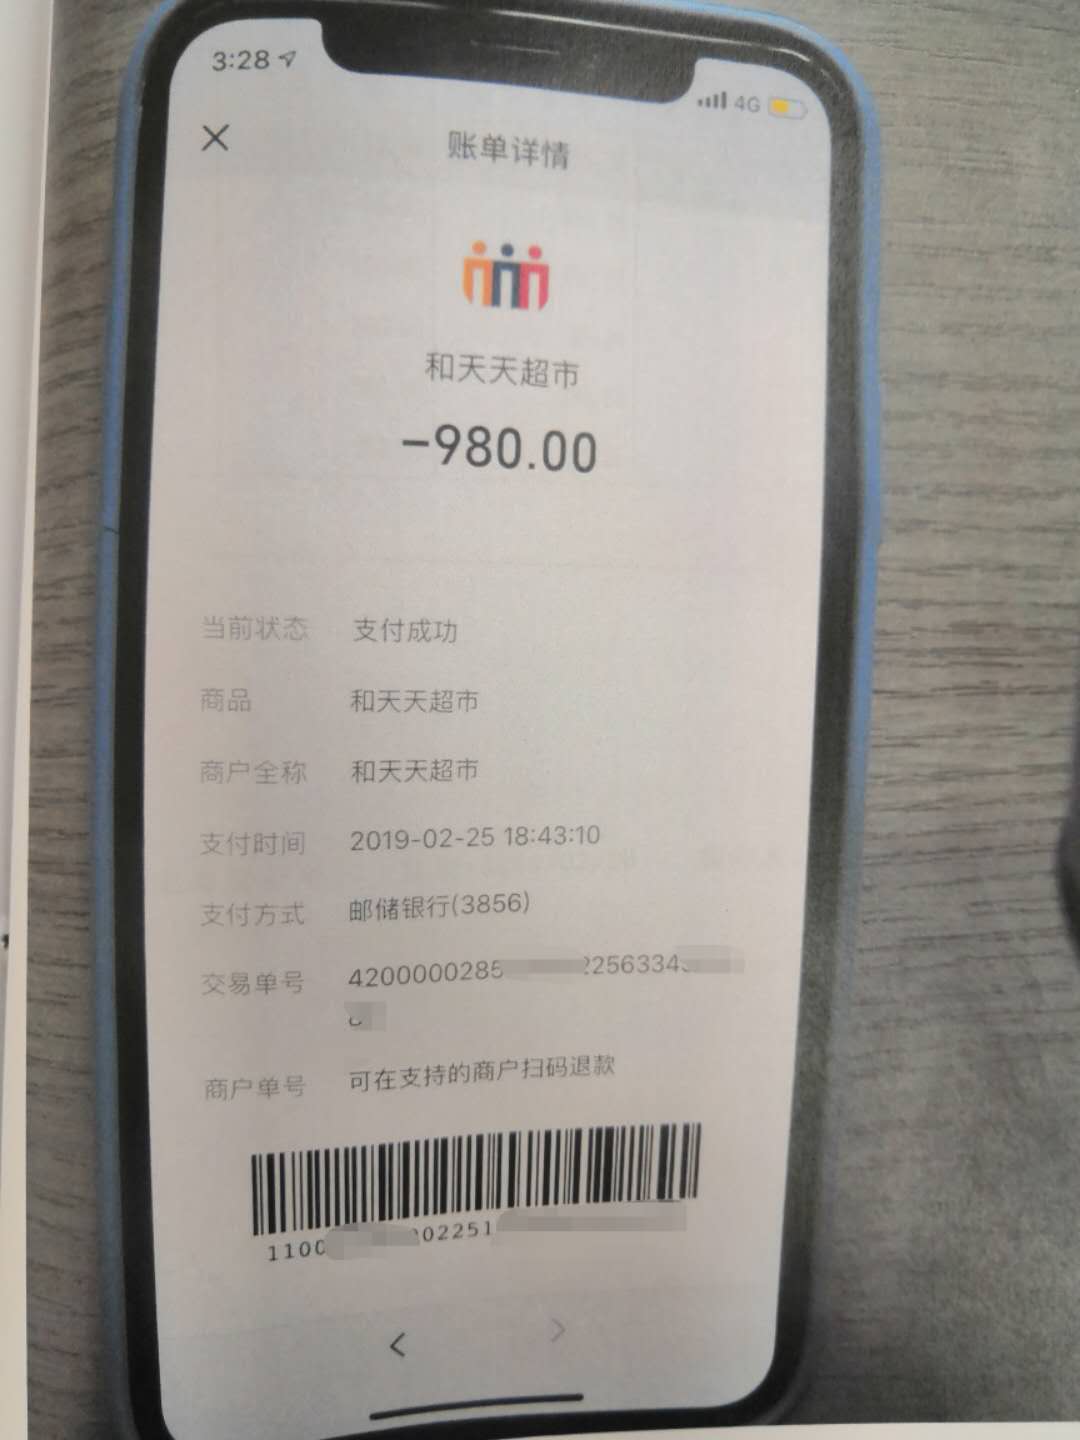 3:28
4G
账单详情
和天天超市
-980.00
当前状态 支付成功
商品 和天天超市
商户全称 和天天超市
支付时间 2019-02-25 18:43:10
支付方式 邮储银行(3856)
交易单号 4200000285 2256334
商户单号 可在支持的商户扫码退款
1100 02251